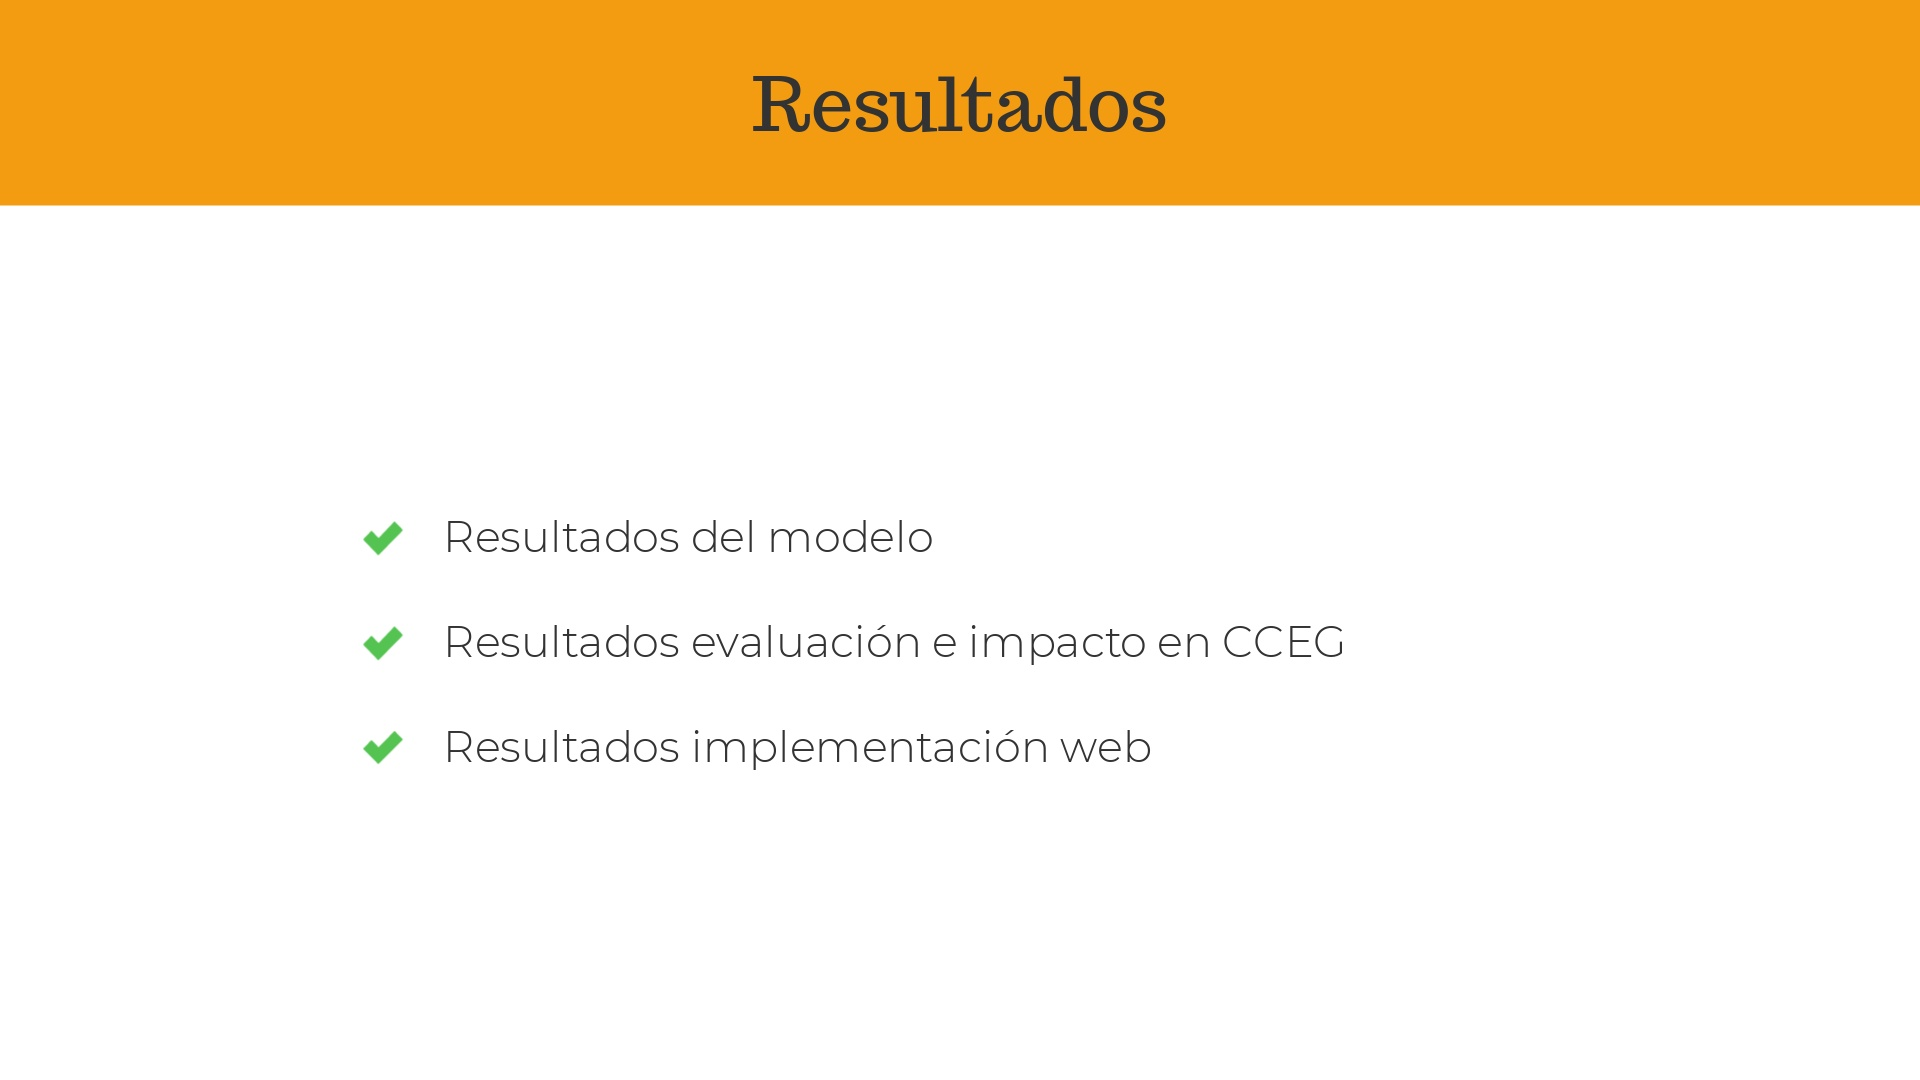 Resultados
Resultados del modelo
Resultados evaluación e impacto en CCEG
Resultados implementación web